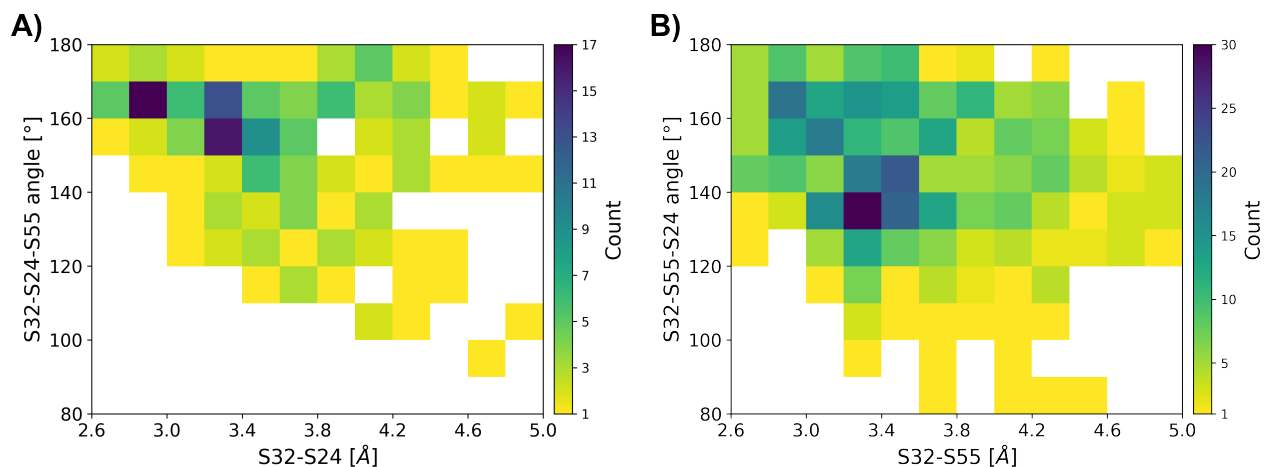 A)
B)
180
160
140
120
100
80
S32-S24-S55 angle [°]
2.6 3.0 3.4 3.8 4.2 4.6 5.0
S32-S24 [Å]
17
15
13
11
9
7
5
3
1
Count
180
160
140
120
100
80
S32-S55-S24 angle [°]
2.6 3.0 3.4 3.8 4.2 4.6 5.0
S32-S55 [Å]
30
25
20
15
10
5
1
Count